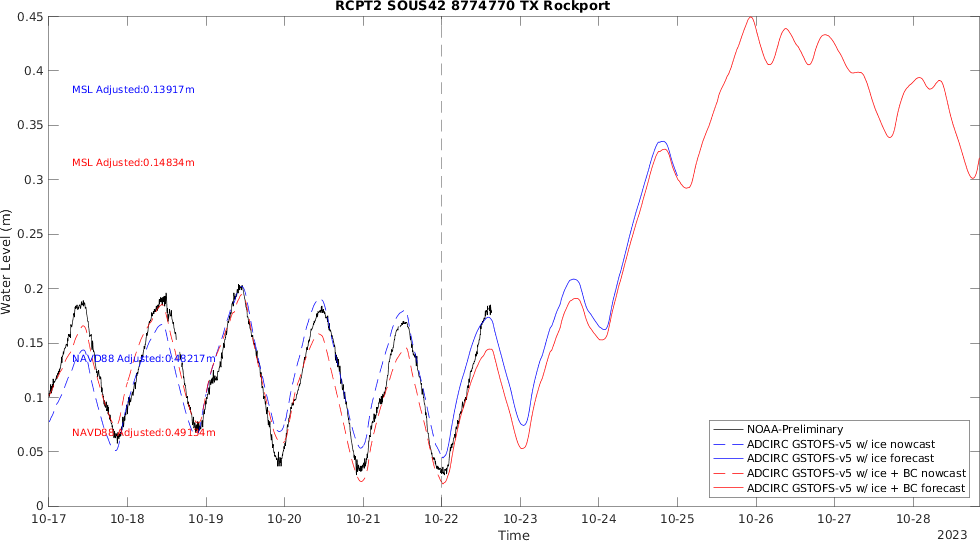 RCPT2 SOUS42 8774770 TX Rockport
0.45
0.4
0.35
0.3
0.25
0.2
0.15
0.1
0.05
0
Water Level (m)
MSL Adjusted:0.13917m
MSL Adjusted:0.14834m
NAVD88 Adjusted:0.48217m
NAVD88 Adjusted:0.49134m
NOAA-Preliminary
ADCIRC GSTOFS-v5 w/ ice nowcast
ADCIRC GSTOFS-v5 w/ ice forecast
ADCIRC GSTOFS-v5 w/ ice + BC nowcast
ADCIRC GSTOFS-v5 w/ ice + BC forecast
10-17 10-18 10-19 10-20 10-21 10-22 10-23 10-24 10-25 10-26 10-27 10-28
Time
2023